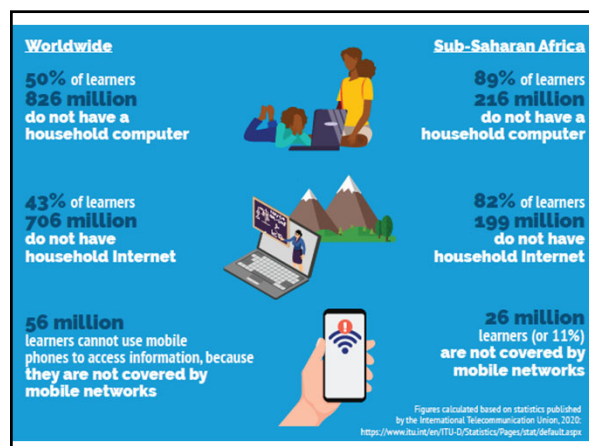 Worldwide
50% of learners
826 million
do not have a
household computer
43% of learners
706 million
do not have
household Internet
56 million
learners cannot use mobile
phones to access information, because
they are not covered by
mobile networks
Sub-Saharan Africa
89% of learners
216 million
do not have a
household computer
82% of learners
199 million
do not have
household Internet
26 million
learners (or 11%)
are not covered by
mobile networks
Figures calculated based on statistics published
by the International Telecommunication Union, 2020:
https://www.itu.int/en/ITU-D/Statistics/Pages/stat/default.aspx